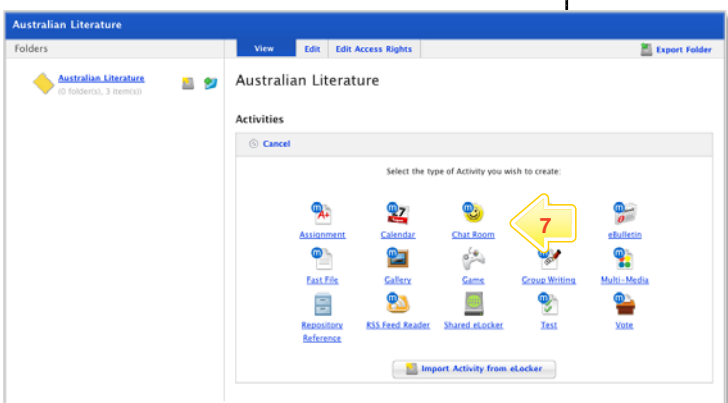 Australian Literature
Folders
View Edit Edit Access Rights Export Folder
Australian Literature
(0 folder(s), 3 item(s))
Australian Literature
Activities
Cancel
Select the type of Activity you wish to create:
7
Assignment Calendar Chat Room eBulletin
Fast File Gallery Game Group Writing Multi-Media
Repository Reference RSS Feed Reader Shared eLocker Test Vote
Import Activity from eLocker